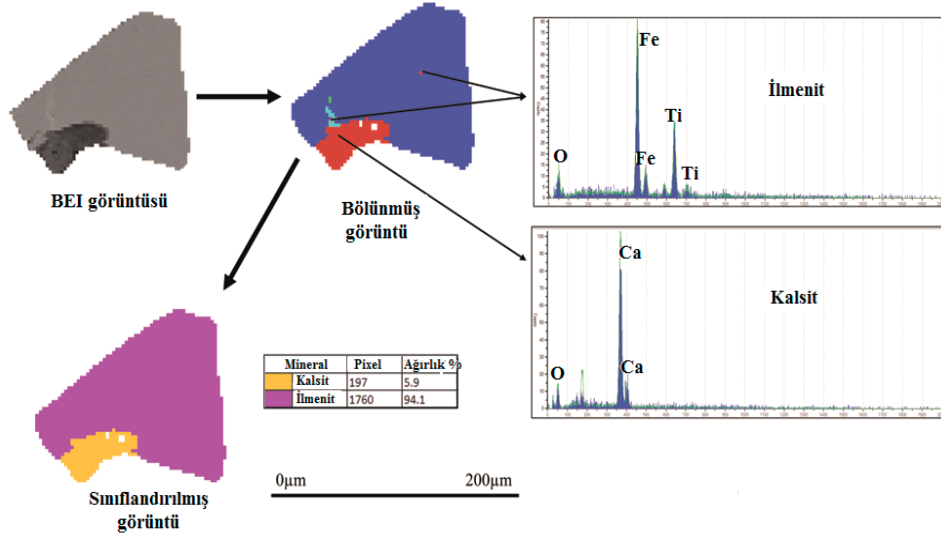 BEI görüntüsü
Bölünmüş
görüntü
Fe
Ti
Fe
Ti
O
İlmenit
Ca
Ca
O
Kalsit
Mineral Pixel Ağırlık %
Kalsit 197 5.9
İlmenit 1760 94.1
0µm 200µm
Sınıflandırılmış
görüntü